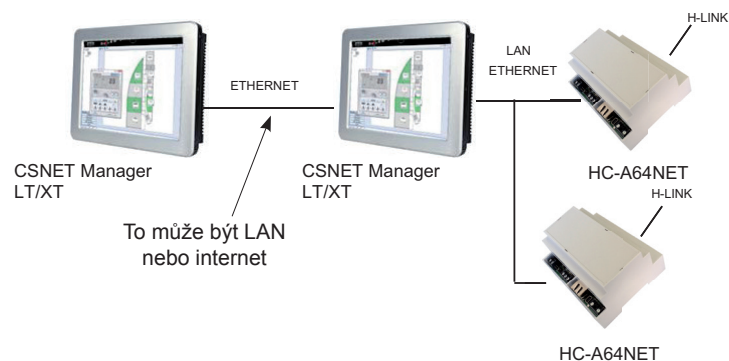 H-LINK
LAN
ETHERNET
ETHERNET
CSNET Manager
LT/XT
CSNET Manager
LT/XT
HC-A64NET
H-LINK
To může být LAN
nebo internet
HC-A64NET